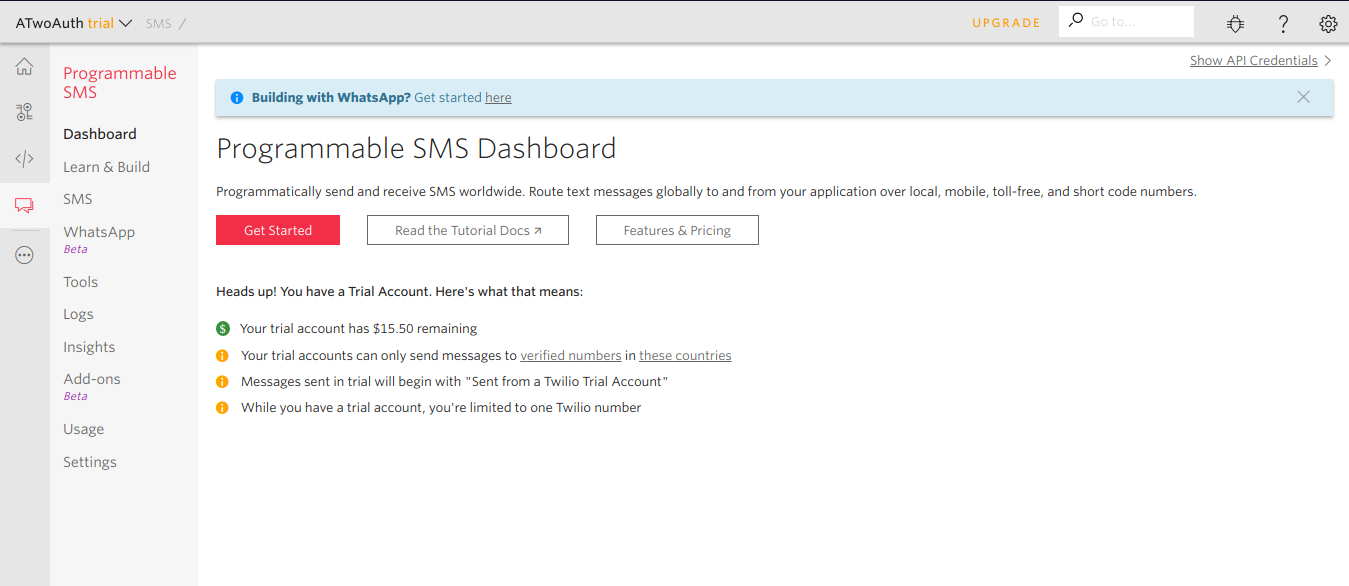 ATwoAuth trial SMS / UPGRADE Go to...
Show API Credentials
Programmable
SMS
Dashboard
Learn & Build
SMS
WhatsApp
Beta
Tools
Logs
Insights
Add-ons
Beta
Usage
Settings
Building with WhatsApp? Get started here
Programmable SMS Dashboard
Programmatically send and receive SMS worldwide. Route text messages globally to and from your application over local, mobile, toll-free, and short code numbers.
Get Started Read the Tutorial Docs Features & Pricing
Heads up! You have a Trial Account. Here's what that means:
Your trial account has $15.50 remaining
Your trial accounts can only send messages to verified numbers in these countries
Messages sent in trial will begin with "Sent from a Twilio Trial Account"
While you have a trial account, you're limited to one Twilio number